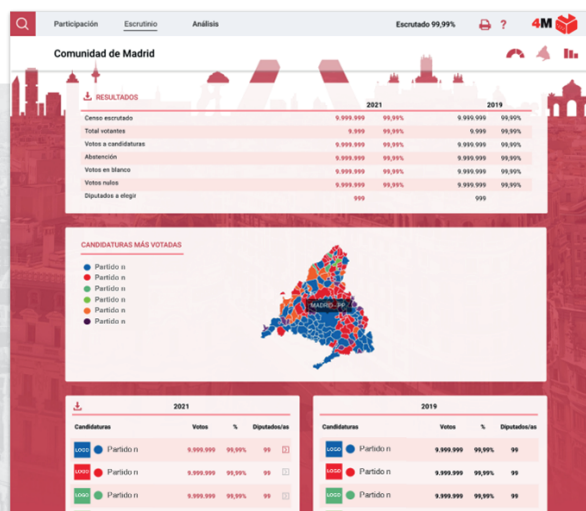 Participación Escrutinio Análisis Escrutado 99,99% ? 4M
Comunidad de Madrid
RESULTADOS
2021 2019
Censo escrutado 9.999.999 99,99% 9.999.999 99,99%
Total votantes 9.999 99,99% 9.999 99,99%
Votos a candidaturas 9.999.999 99,99% 9.999.999 99,99%
Abstención 9.999.999 99,99% 9.999.999 99,99%
Votos en blanco 9.999.999 99,99% 9.999.999 99,99%
Votos nulos 9.999.999 99,99% 9.999.999 99,99%
Diputados a elegir 999 999
CANDIDATURAS MÁS VOTADAS
Partido n
Partido n
Partido n
Partido n
Partido n
Partido n
MADRID - PP
2021
Candidaturas Votos % Diputados/as
LOGO Partido n 9.999.999 99,99% 99
LOGO Partido n 9.999.999 99,99% 99
LOGO Partido n 9.999.999 99,99% 99
2019
Candidaturas Votos % Diputados/as
LOGO Partido n 9.999.999 99,99% 99
LOGO Partido n 9.999.999 99,99% 99
LOGO Partido n 9.999.999 99,99% 99